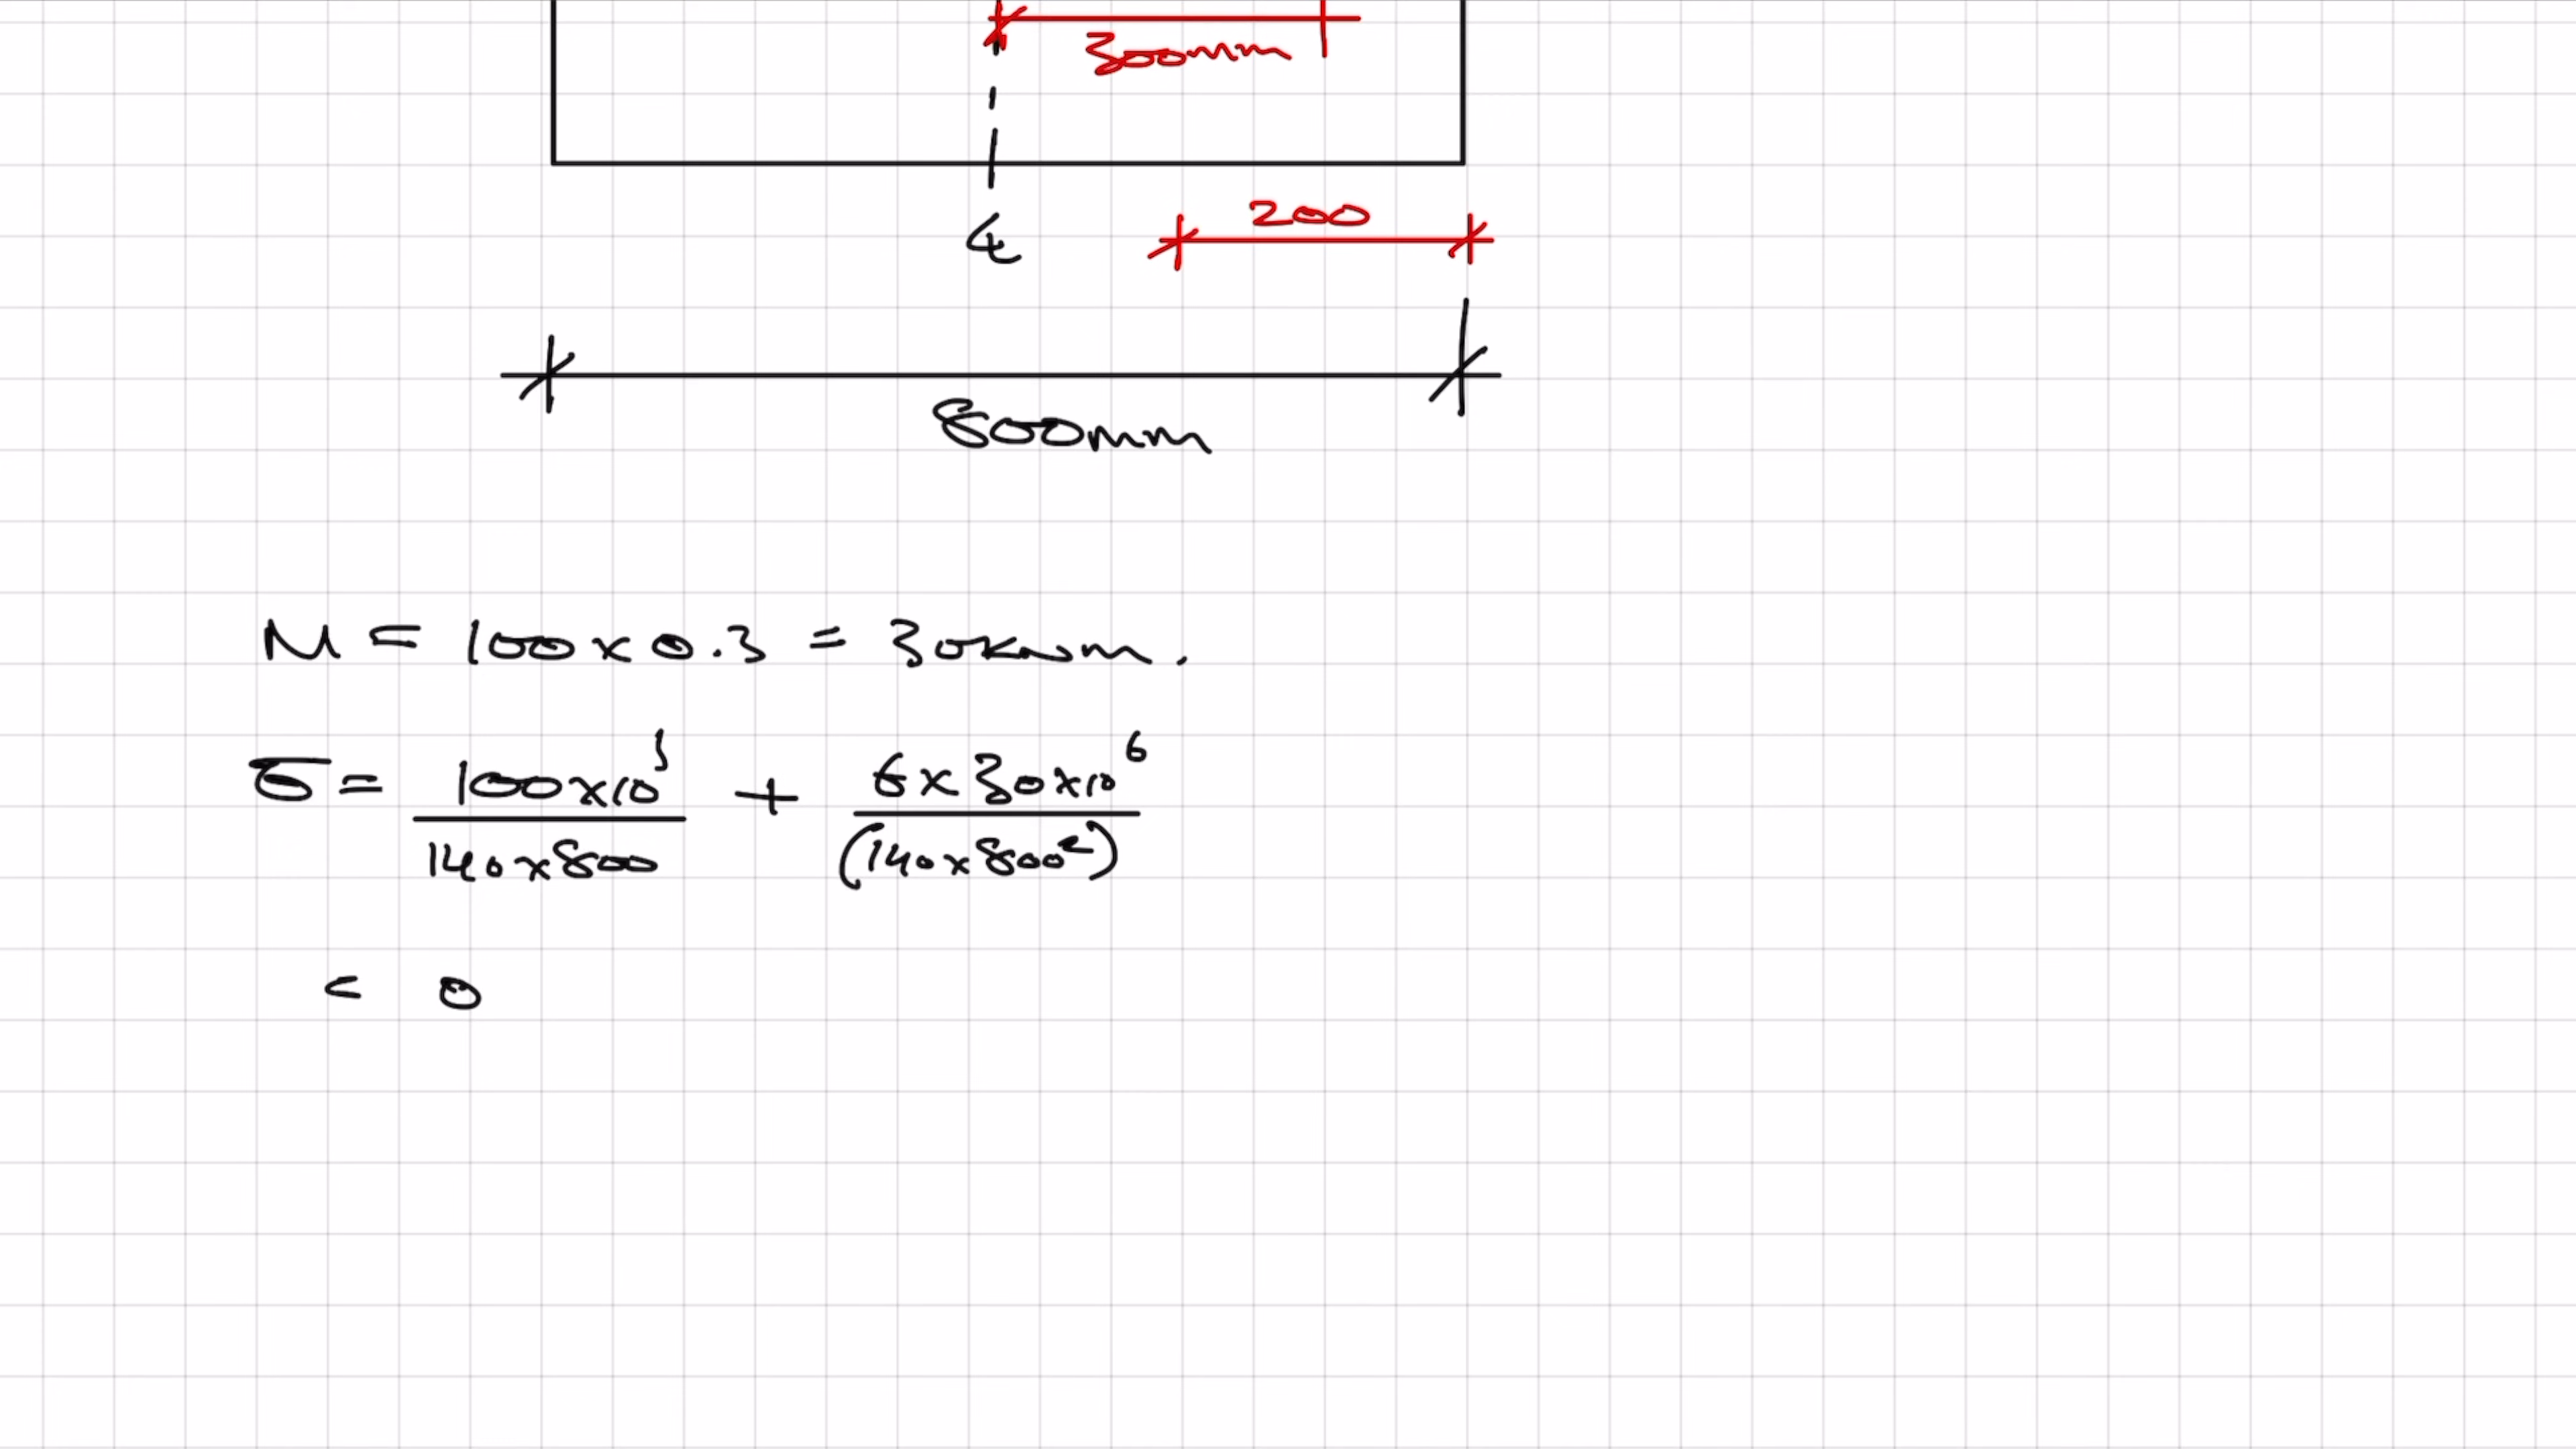 300mm
℄
200
800mm
M = 100 x 0.3 = 30kNm.
σ = 100x10³ / 140x800 + 6x30x10⁶ / (140x800²)
= 0